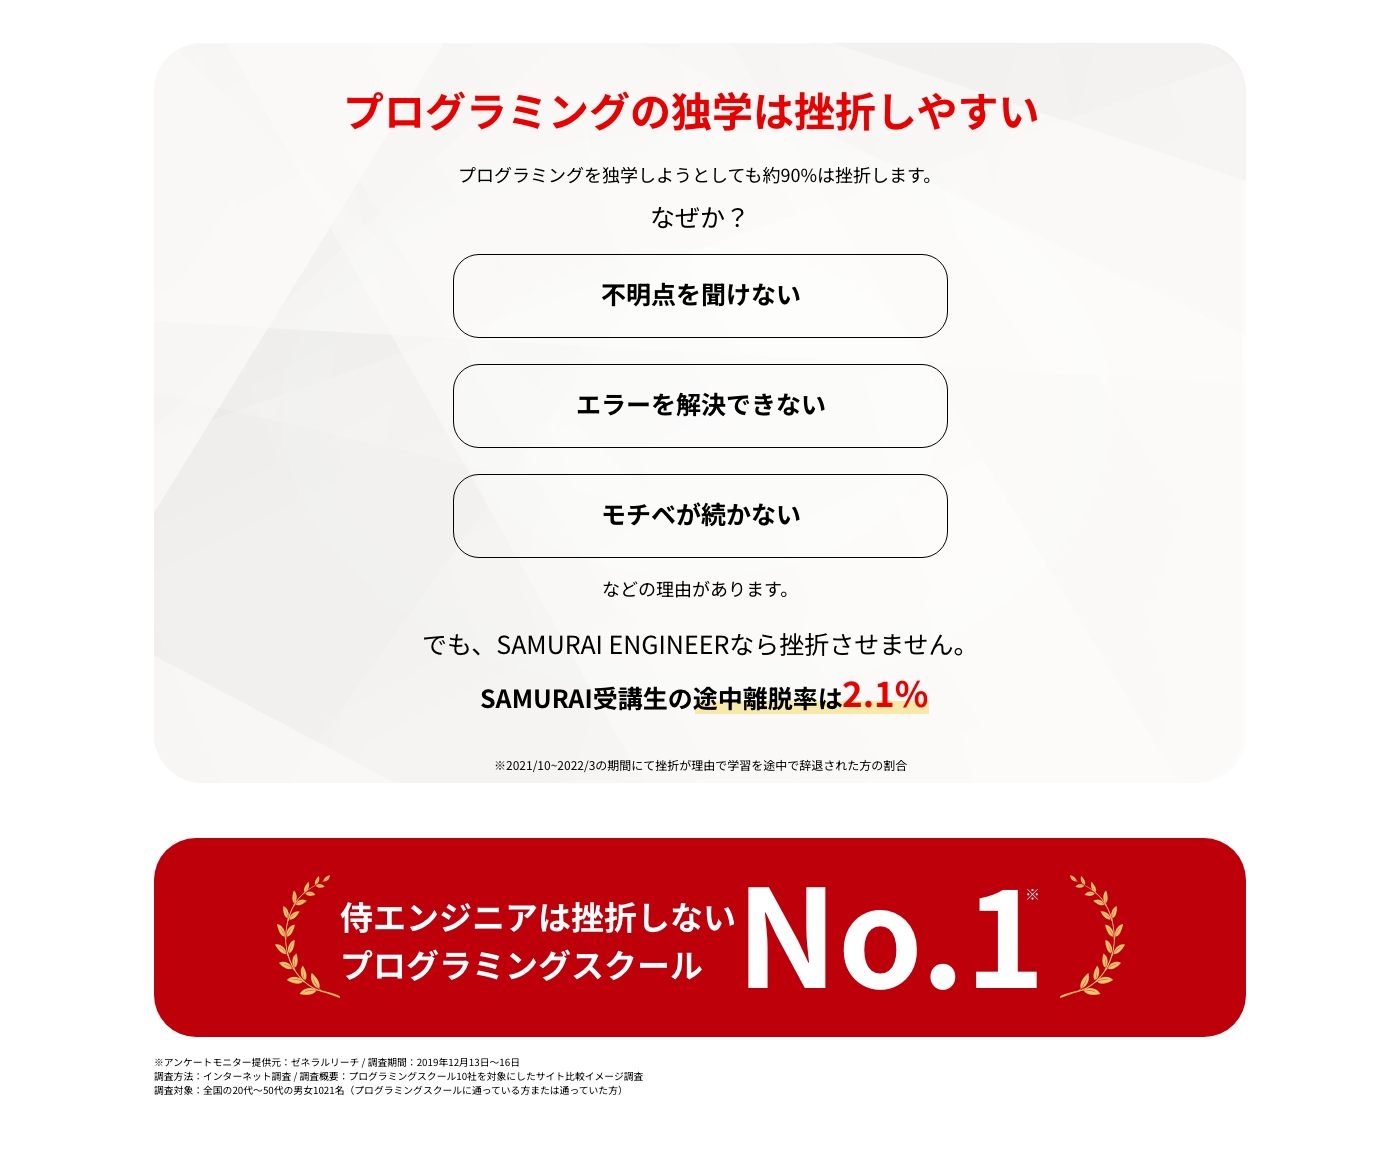 プログラミングの独学は挫折しやすい
プログラミングを独学しようとしても約90%は挫折します。
なぜか？
不明点を聞けない
エラーを解決できない
モチベが続かない
などの理由があります。
でも、SAMURAI ENGINEERなら挫折させません。
SAMURAI受講生の途中離脱率は2.1%
※2021/10~2022/3の期間にて挫折が理由で学習を途中で辞退された方の割合
侍エンジニアは挫折しない
プログラミングスクール
No.1※
※アンケートモニター提供元：ゼネラルリーチ / 調査期間：2019年12月13日〜16日
調査方法：インターネット調査 / 調査概要：プログラミングスクール10社を対象にしたサイト比較イメージ調査
調査対象：全国の20代〜50代の男女1021名（プログラミングスクールに通っている方または通っていた方）